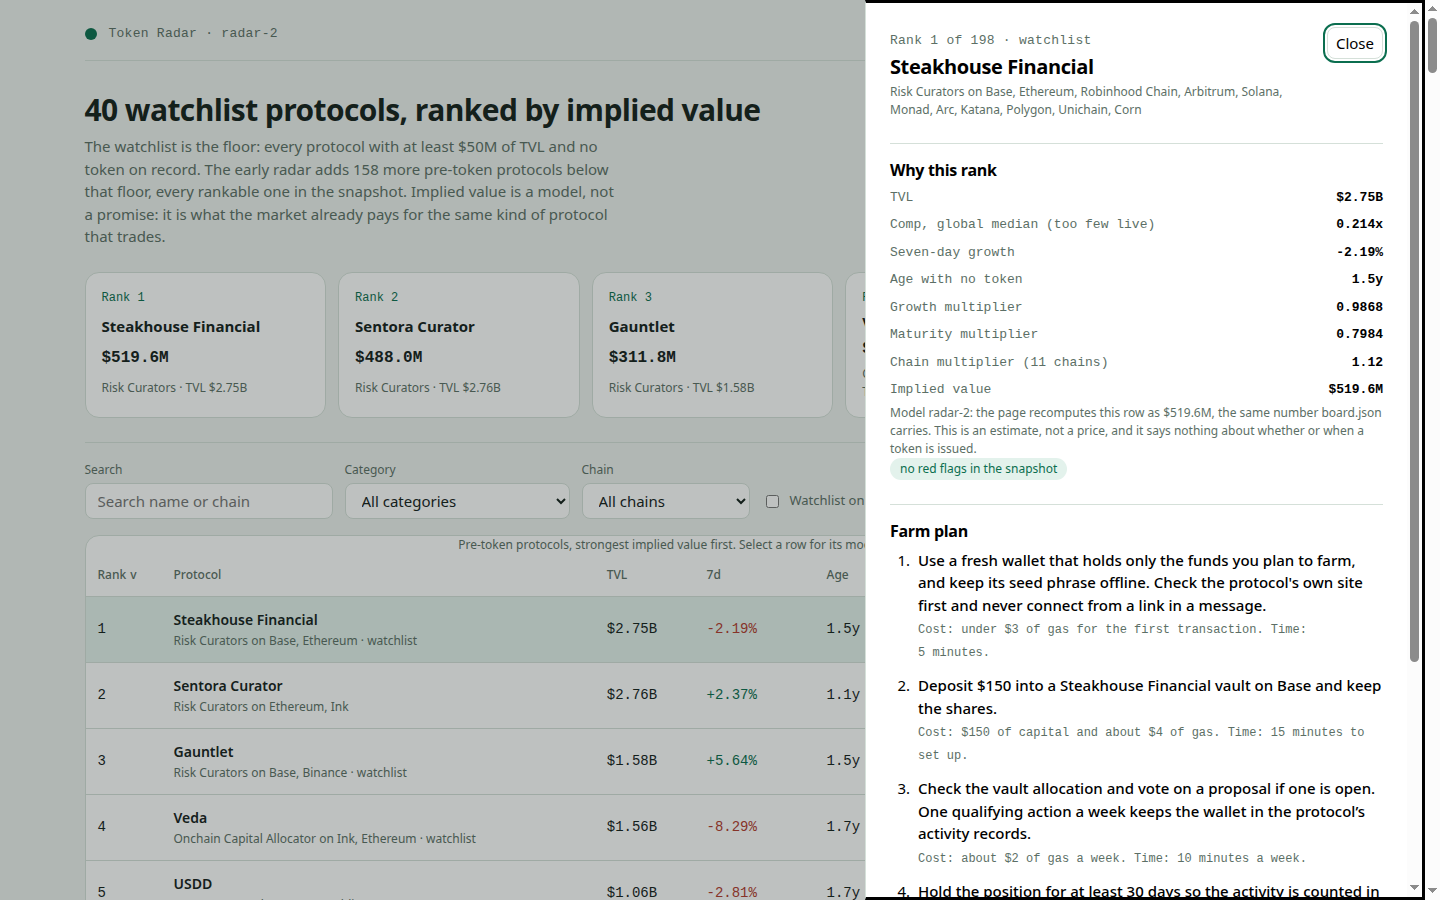 Token Radar · radar-2
40 watchlist protocols, ranked by implied value
The watchlist is the floor: every protocol with at least $50M of TVL and no
token on record. The early radar adds 158 more pre-token protocols below
that floor, every rankable one in the snapshot. Implied value is a model, not
a promise: it is what the market already pays for the same kind of protocol
that trades.
Rank 1
Steakhouse Financial
$519.6M
Risk Curators · TVL $2.75B
Rank 2
Sentora Curator
$488.0M
Risk Curators · TVL $2.76B
Rank 3
Gauntlet
$311.8M
Risk Curators · TVL $1.58B
Search
Search name or chain
Category
All categories
Chain
All chains
Watchlist on
Pre-token protocols, strongest implied value first. Select a row for its mo
Rank v Protocol TVL 7d Age
1 Steakhouse Financial $2.75B -2.19% 1.5y
Risk Curators on Base, Ethereum · watchlist
2 Sentora Curator $2.76B +2.37% 1.1y
Risk Curators on Ethereum, Ink
3 Gauntlet $1.58B +5.64% 1.5y
Risk Curators on Base, Binance · watchlist
4 Veda $1.56B -8.29% 1.7y
Onchain Capital Allocator on Ink, Ethereum · watchlist
5 USDD $1.06B -2.81% 1.7y
Rank 1 of 198 · watchlist
Close
Steakhouse Financial
Risk Curators on Base, Ethereum, Robinhood Chain, Arbitrum, Solana,
Monad, Arc, Katana, Polygon, Unichain, Corn
Why this rank
TVL $2.75B
Comp, global median (too few live) 0.214x
Seven-day growth -2.19%
Age with no token 1.5y
Growth multiplier 0.9868
Maturity multiplier 0.7984
Chain multiplier (11 chains) 1.12
Implied value $519.6M
Model radar-2: the page recomputes this row as $519.6M, the same number board.json
carries. This is an estimate, not a price, and it says nothing about whether or when a
token is issued.
no red flags in the snapshot
Farm plan
1. Use a fresh wallet that holds only the funds you plan to farm,
and keep its seed phrase offline. Check the protocol's own site
first and never connect from a link in a message.
Cost: under $3 of gas for the first transaction. Time:
5 minutes.
2. Deposit $150 into a Steakhouse Financial vault on Base and keep
the shares.
Cost: $150 of capital and about $4 of gas. Time: 15 minutes to
set up.
3. Check the vault allocation and vote on a proposal if one is open.
One qualifying action a week keeps the wallet in the protocol’s
activity records.
Cost: about $2 of gas a week. Time: 10 minutes a week.
4. Hold the position for at least 30 days so the activity is counted in